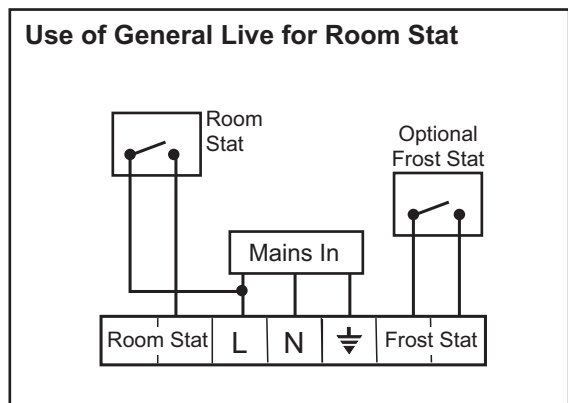 Use of General Live for Room Stat
Room
Stat
Optional
Frost Stat
Mains In
Room Stat
L
N
Frost Stat